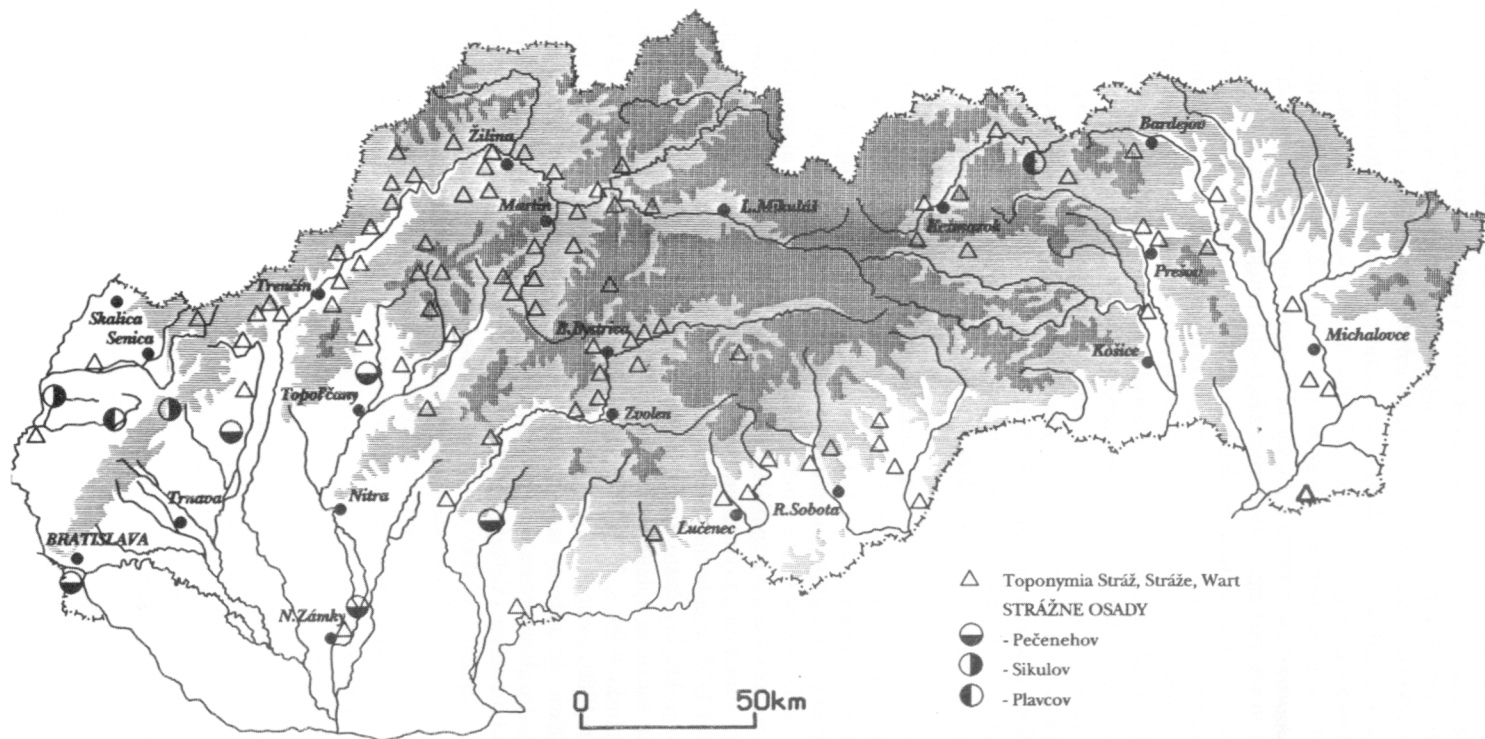 Žilina
Bardejov
Martin
L.Mikuláš
Kežmarok
Prešov
Trenčín
Skalica
Senica
B.Bystrica
Michalovce
Košice
Topoľčany
Zvolen
Trnava
Nitra
Lučenec
R.Sobota
BRATISLAVA
N.Zámky
Toponymia Stráž, Stráže, Wart
STRÁŽNE OSADY
- Pečenehov
- Sikulov
- Plavcov
0 50km